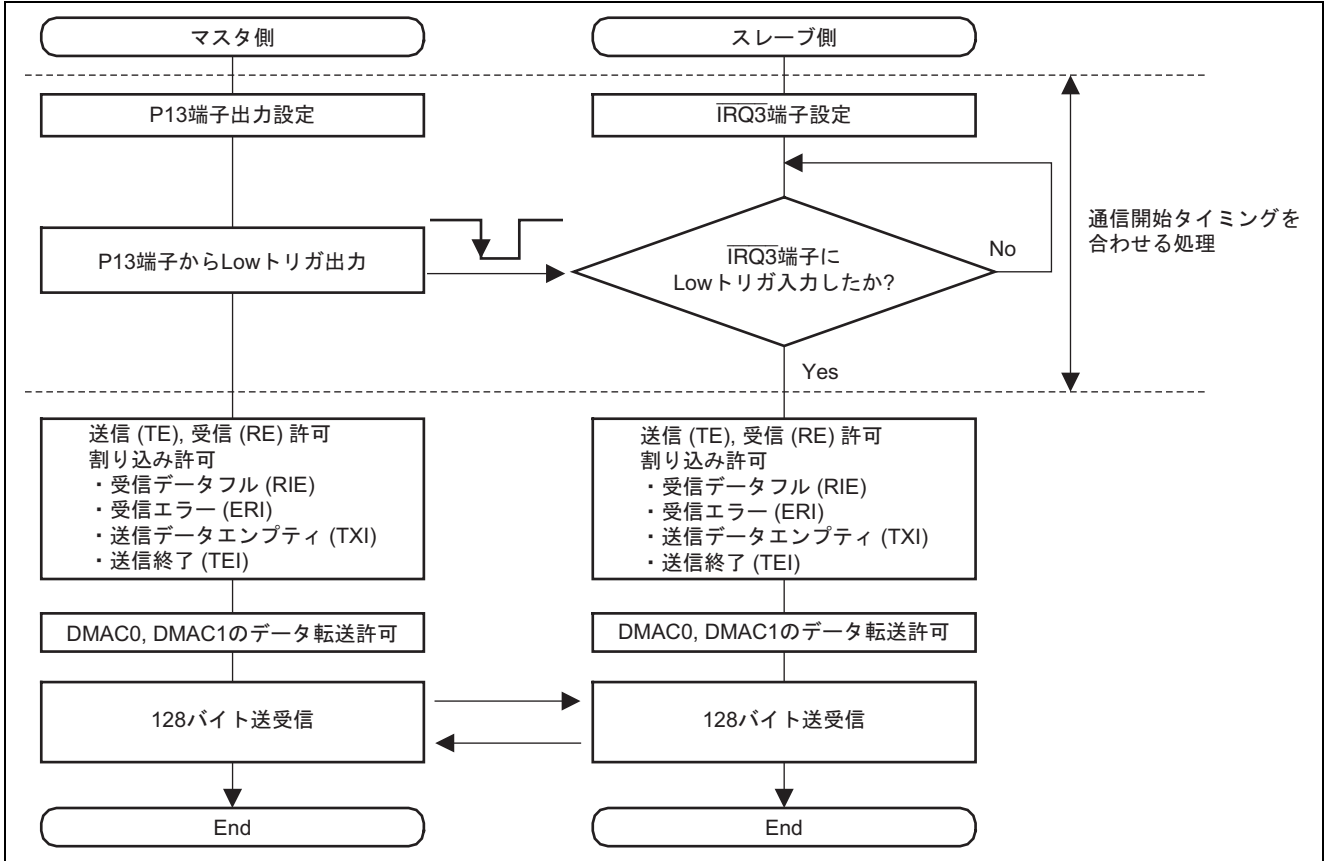 マスタ側
スレーブ側
P13端子出力設定
IRQ3端子設定
P13端子からLowトリガ出力
IRQ3端子に
Lowトリガ入力したか?
No
Yes
通信開始タイミングを
合わせる処理
送信 (TE), 受信 (RE) 許可
割り込み許可
・受信データフル (RIE)
・受信エラー (ERI)
・送信データエンプティ (TXI)
・送信終了 (TEI)
送信 (TE), 受信 (RE) 許可
割り込み許可
・受信データフル (RIE)
・受信エラー (ERI)
・送信データエンプティ (TXI)
・送信終了 (TEI)
DMAC0, DMAC1のデータ転送許可
DMAC0, DMAC1のデータ転送許可
128バイト送受信
128バイト送受信
End
End